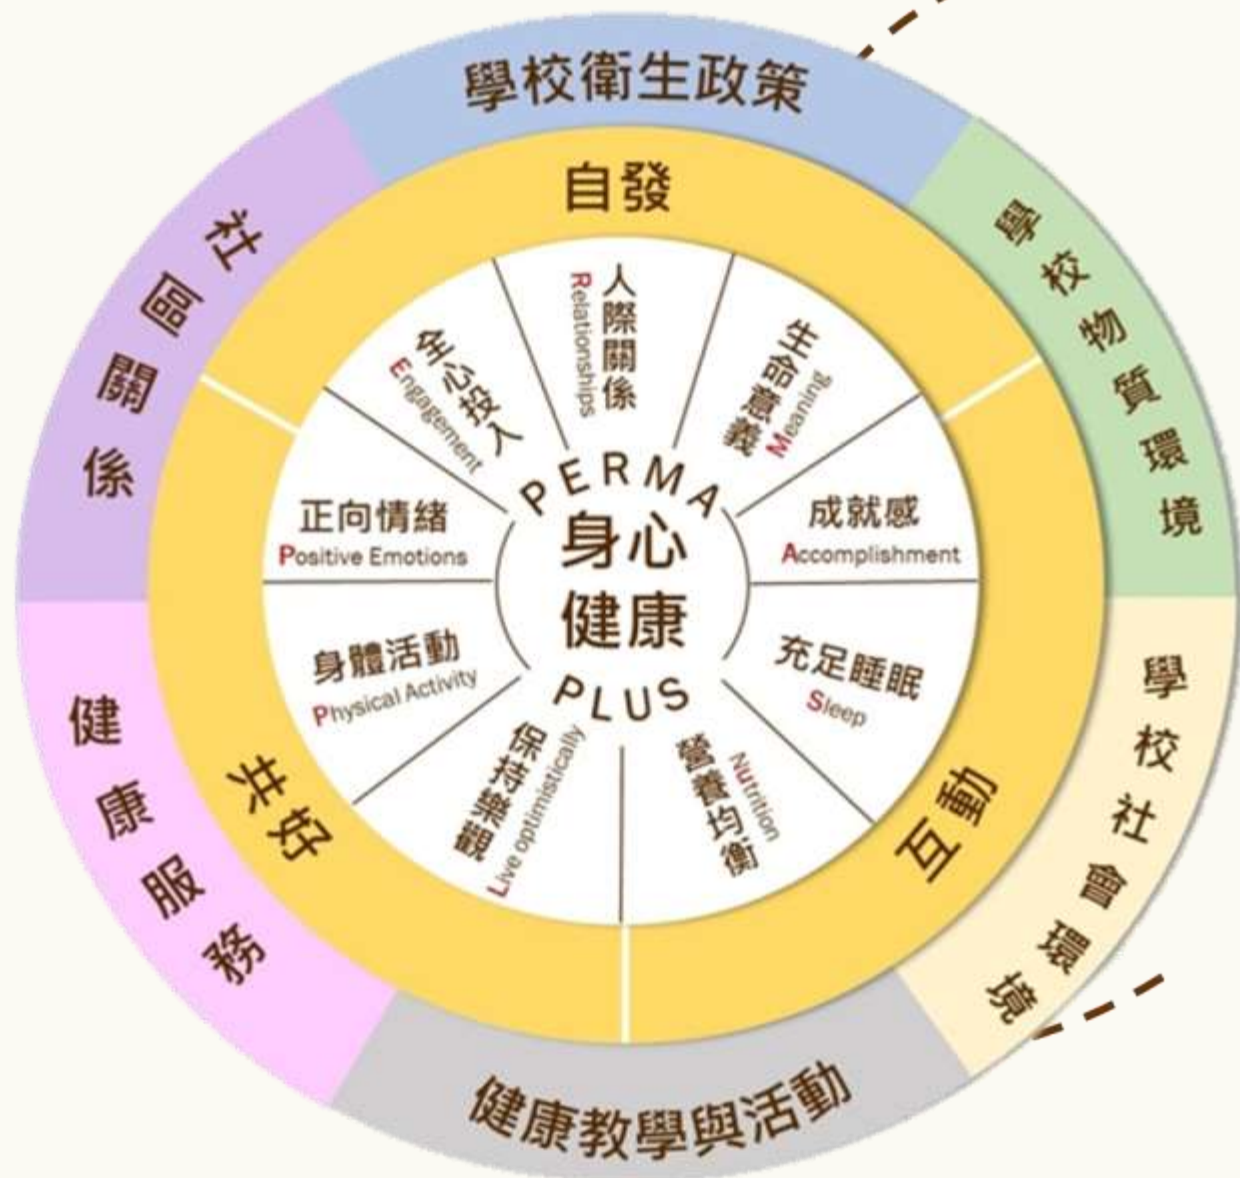 學校衛生政策
學校物質環境
學校社會環境
健康教學與活動
健康服務
社區關係
自發
互動
共好
正向情緒
Positive Emotions
全心投入
Engagement
人際關係
Relationships
生命意義
Meaning
成就感
Accomplishment
充足睡眠
Sleep
營養均衡
Nutrition
保持樂觀
Live optimistically
身體活動
Physical Activity
PERMA
身心
健康
PLUS